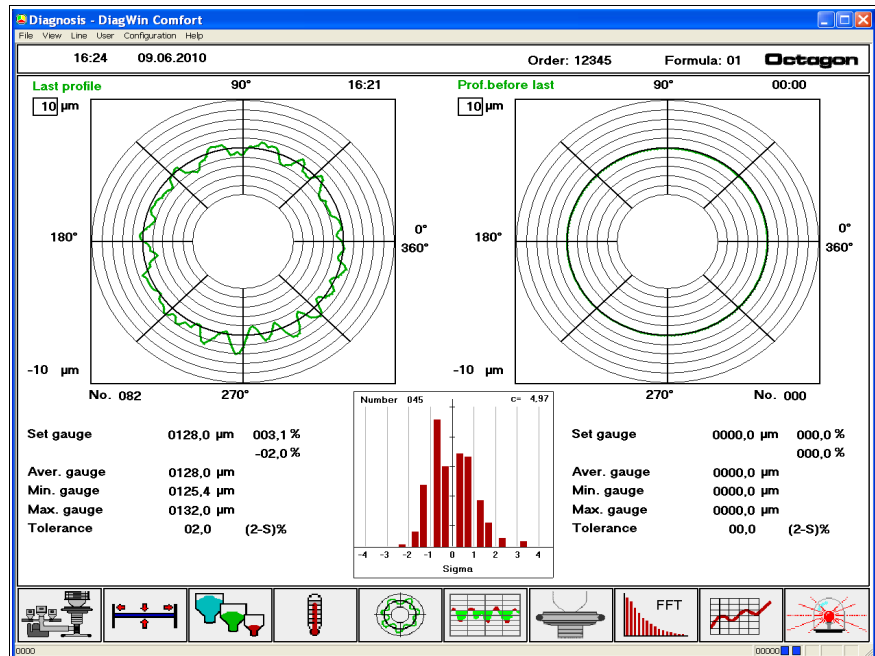 Diagnosis - DiagWin Comfort
File View Line User Configuration Help
16:24 09.06.2010 Order: 12345 Formula: 01 Octagon
Last profile 90° 16:21 Prof.before last 90° 00:00
10 µm 10 µm
180° 0° 180° 0°
360° 360°
-10 µm -10 µm
No. 082 270° 270° No. 000
Number 045 c= 4,97
Set gauge 0128,0 µm 003,1 % Set gauge 0000,0 µm 000,0 %
-02,0 % 000,0 %
Aver. gauge 0128,0 µm Aver. gauge 0000,0 µm
Min. gauge 0125,4 µm Min. gauge 0000,0 µm
Max. gauge 0132,0 µm Max. gauge 0000,0 µm
Tolerance 02,0 (2-S)% Tolerance 00,0 (2-S)%
-4 -3 -2 -1 0 1 2 3 4
Sigma
FFT
0000 00000